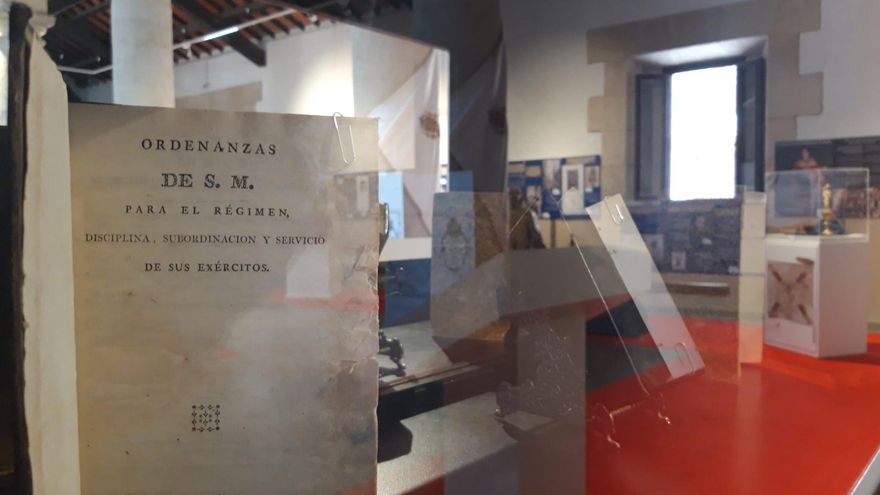 ORDENANZAS
DE S. M.
PARA EL RÉGIMEN,
DISCIPLINA, SUBORDINACION Y SERVICIO
DE SUS EXÉRCITOS.